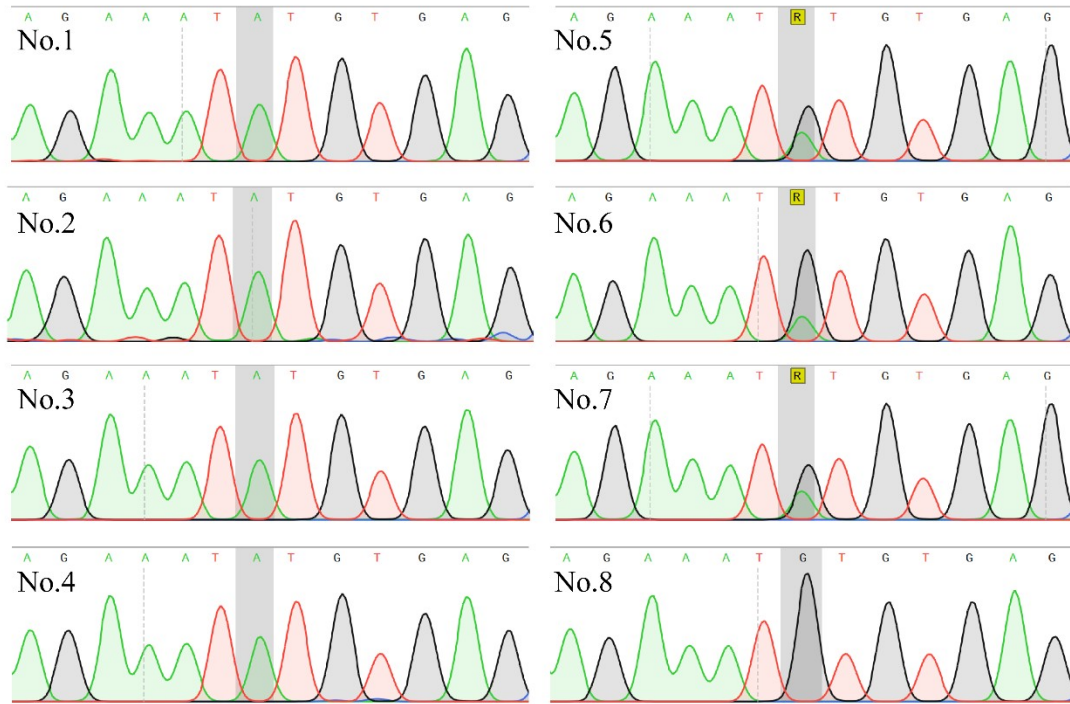 A G A A A T A T G T G A G
No.1
A G A A A T A T G T G A G
No.2
A G A A A T A T G T G A G
No.3
A G A A A T A T G T G A G
No.4
A G A A A T R T G T G A G
No.5
A G A A A T R T G T G A G
No.6
A G A A A T R T G T G A G
No.7
A G A A A T G T G T G A G
No.8